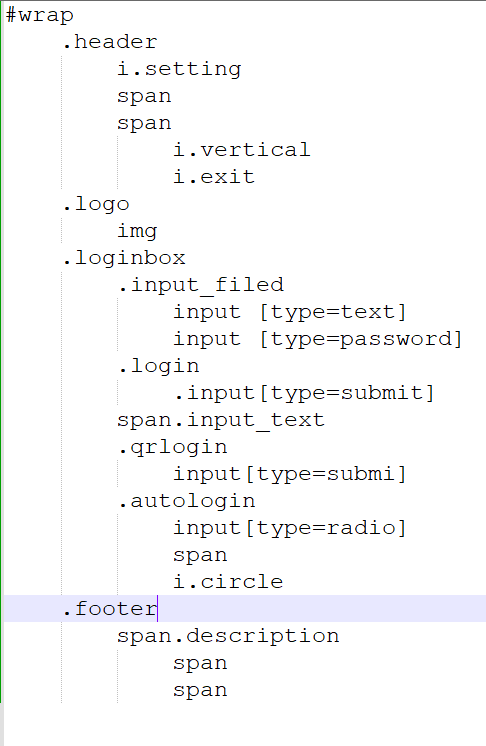 #wrap
    .header
        i.setting
        span
        span
            i.vertical
            i.exit
    .logo
        img
    .loginbox
        .input_filed
            input [type=text]
            input [type=password]
        .login
            .input[type=submit]
        span.input_text
        .qrlogin
            input[type=submi]
        .autologin
            input[type=radio]
            span
            i.circle
    .footer
        span.description
            span
            span